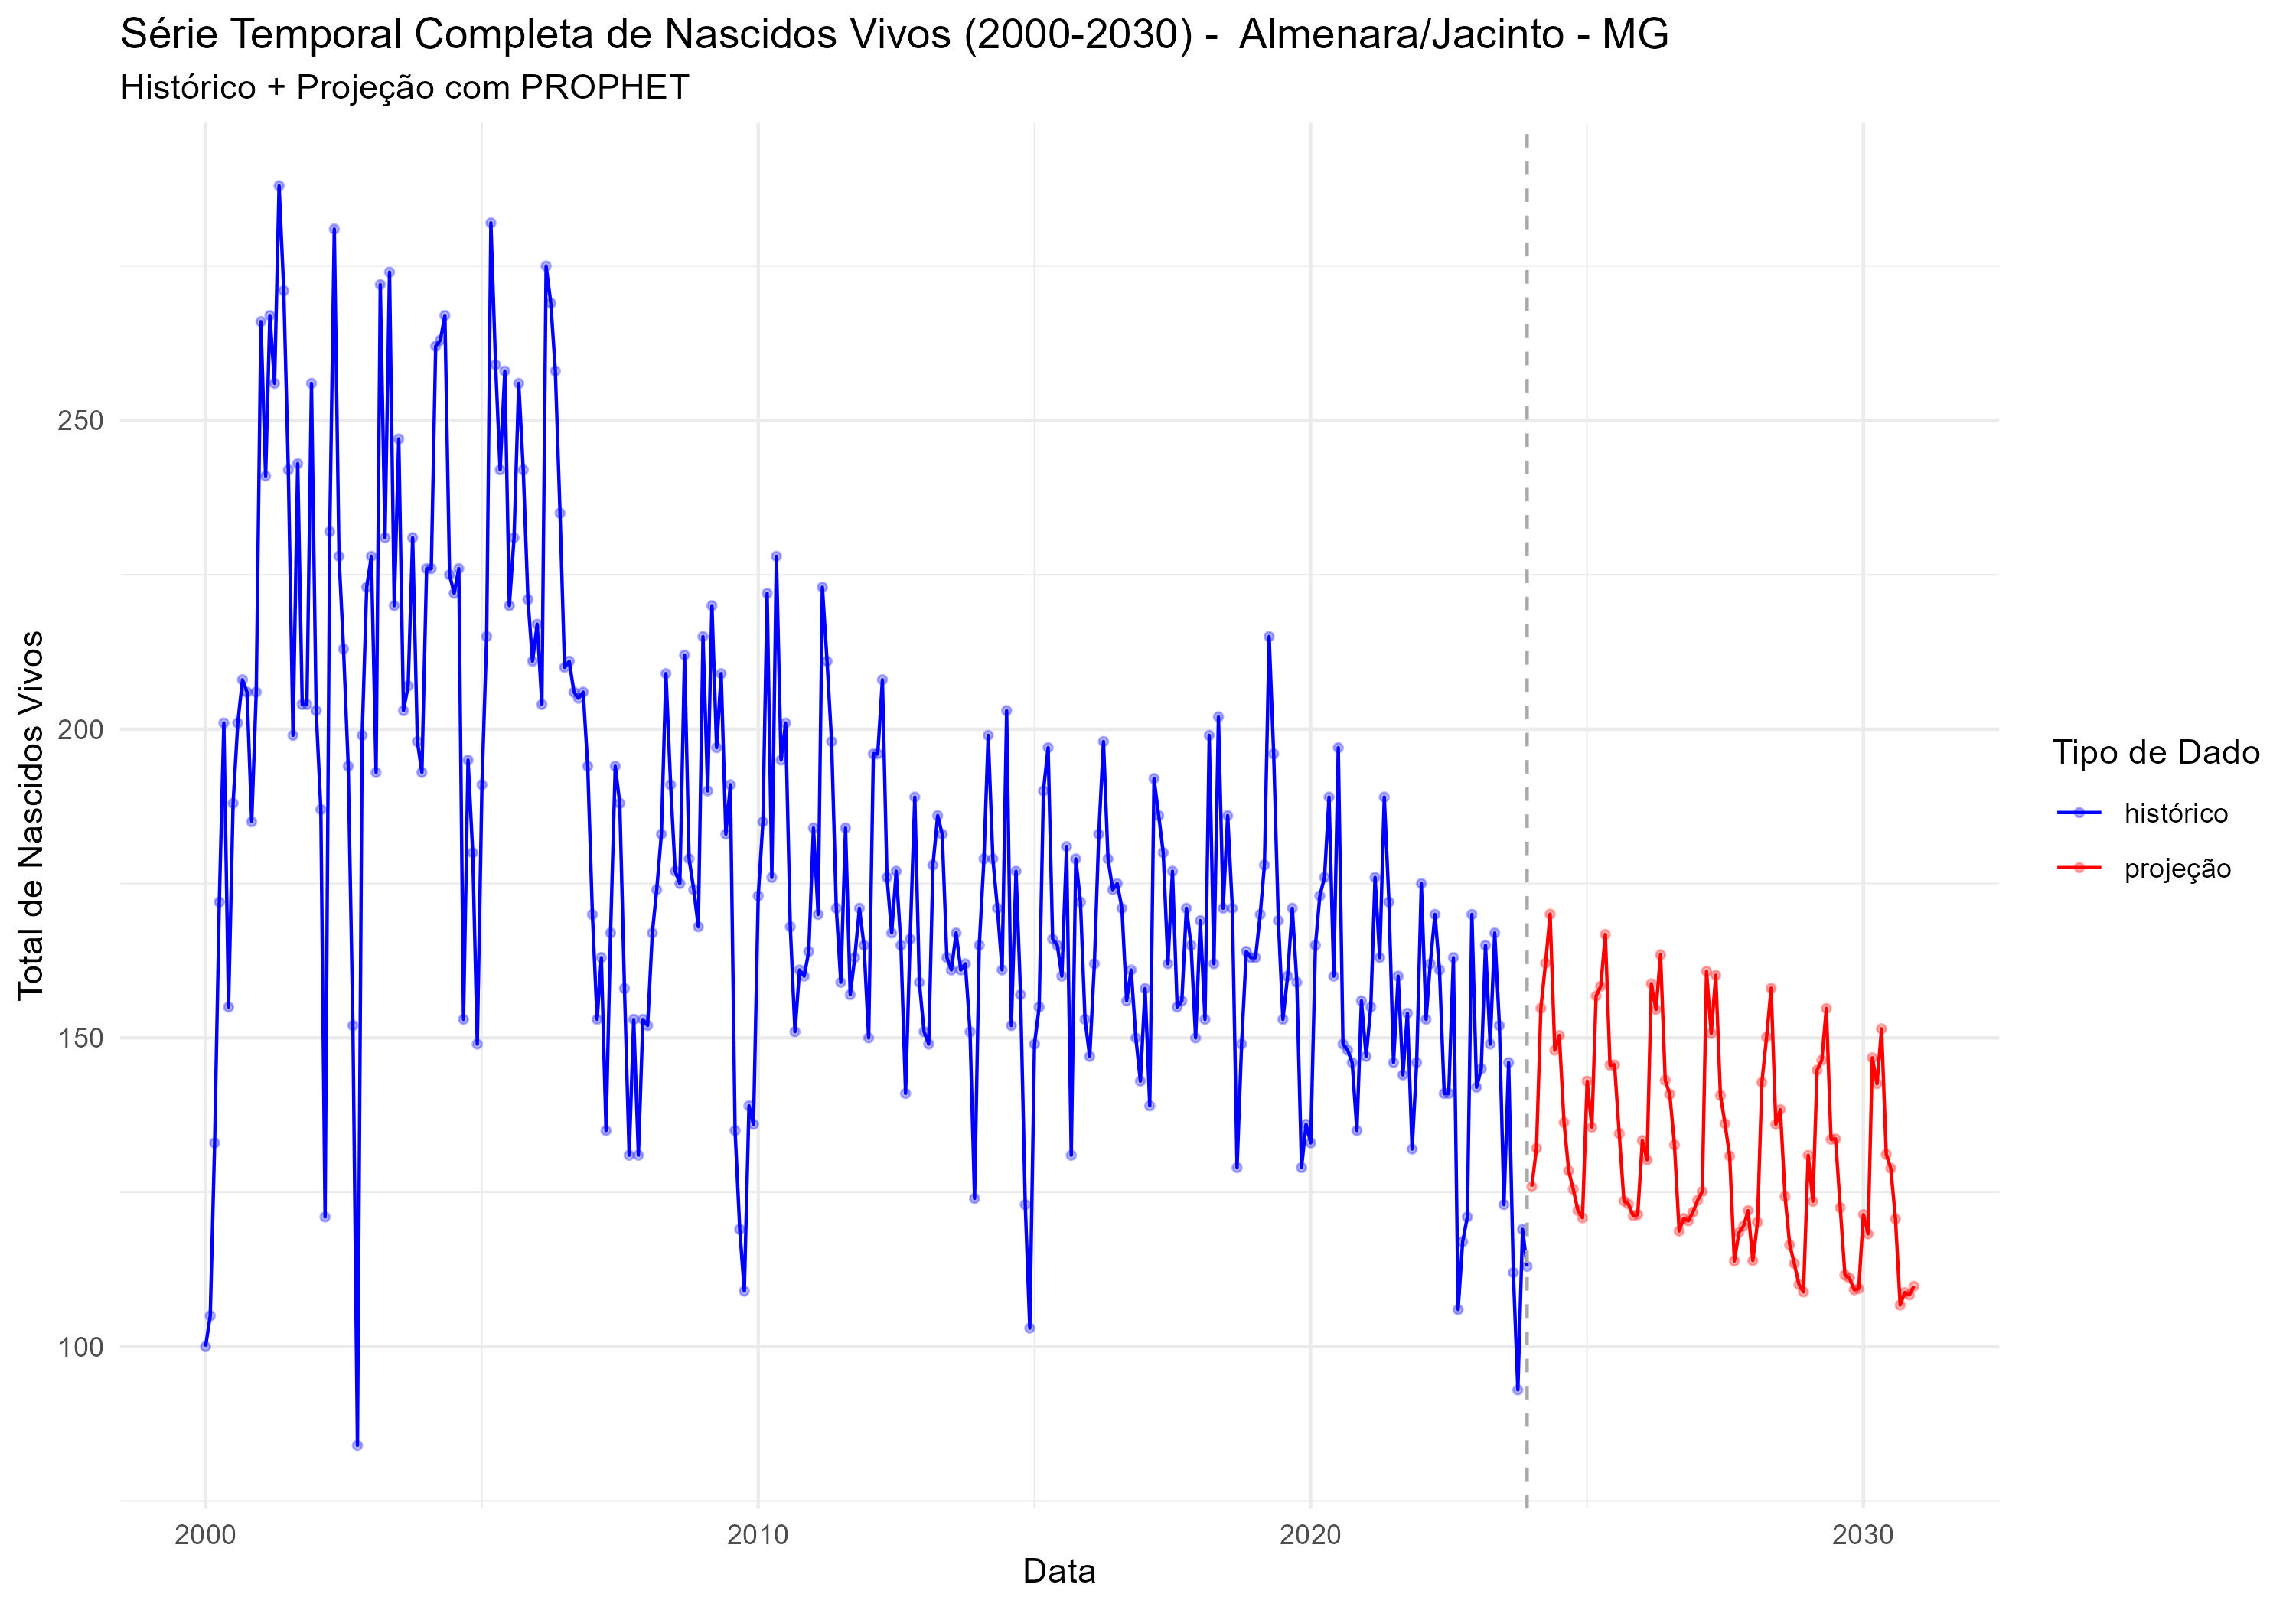 Série Temporal Completa de Nascidos Vivos (2000-2030) -  Almenara/Jacinto - MG
Histórico + Projeção com PROPHET
Total de Nascidos Vivos
250
200
150
100
2000
2010
2020
2030
Data
Tipo de Dado
histórico
projeção